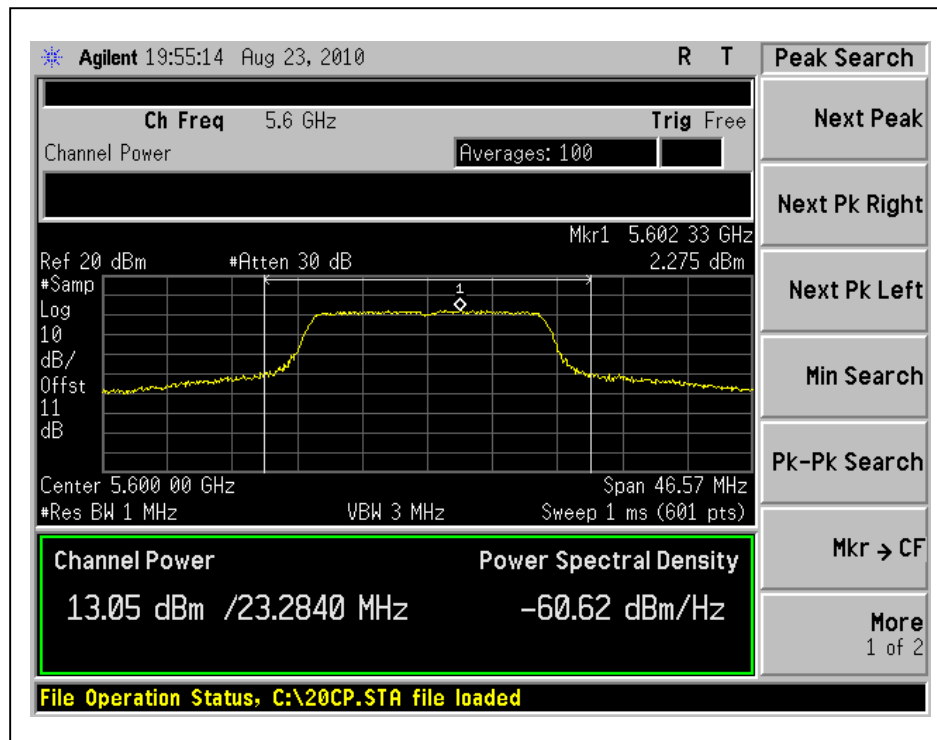 Agilent 19:55:14 Aug 23, 2010 R T
Peak Search
Ch Freq 5.6 GHz Trig Free
Channel Power Averages: 100
Mkr1 5.602 33 GHz
Ref 20 dBm #Atten 30 dB 2.275 dBm
#Samp
Log
10
dB/
Offst
11
dB
1
Center 5.600 00 GHz Span 46.57 MHz
#Res BW 1 MHz VBW 3 MHz Sweep 1 ms (601 pts)
Channel Power Power Spectral Density
13.05 dBm /23.2840 MHz -60.62 dBm/Hz
File Operation Status, C:\20CP.STA file loaded
Next Peak
Next Pk Right
Next Pk Left
Min Search
Pk-Pk Search
Mkr → CF
More
1 of 2